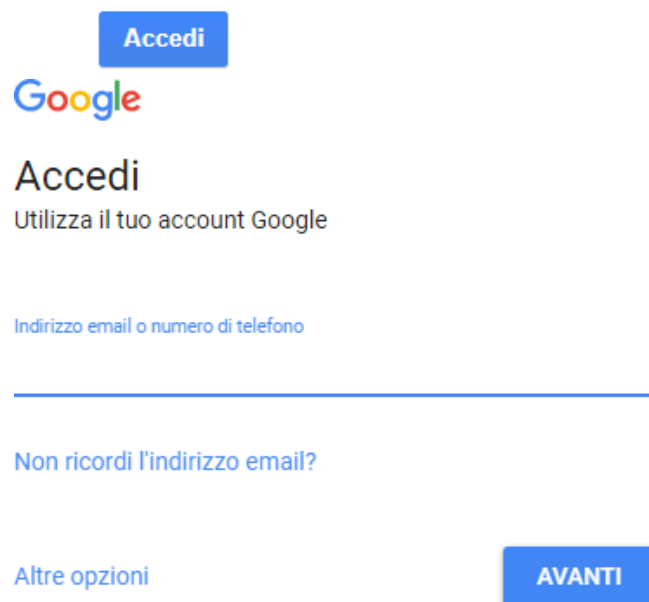 Accedi
Google
Accedi
Utilizza il tuo account Google
Indirizzo email o numero di telefono
Non ricordi l'indirizzo email?
Altre opzioni
AVANTI